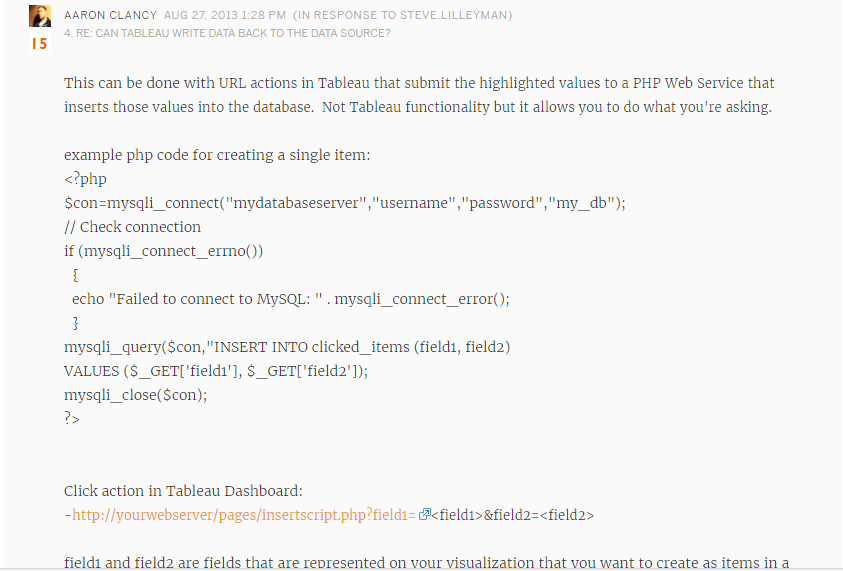 AARON CLANCY AUG 27, 2013 1:28 PM (IN RESPONSE TO STEVE.LILLEYMAN)
4. RE: CAN TABLEAU WRITE DATA BACK TO THE DATA SOURCE?
15
This can be done with URL actions in Tableau that submit the highlighted values to a PHP Web Service that
inserts those values into the database.  Not Tableau functionality but it allows you to do what you're asking.
example php code for creating a single item:
<?php
$con=mysqli_connect("mydatabaseserver","username","password","my_db");
// Check connection
if (mysqli_connect_errno())
  {
  echo "Failed to connect to MySQL: " . mysqli_connect_error();
  }
mysqli_query($con,"INSERT INTO clicked_items (field1, field2)
VALUES ($_GET['field1'], $_GET['field2']);
mysqli_close($con);
?>
Click action in Tableau Dashboard:
-http://yourwebserver/pages/insertscript.php?field1=<field1>&field2=<field2>
field1 and field2 are fields that are represented on your visualization that you want to create as items in a